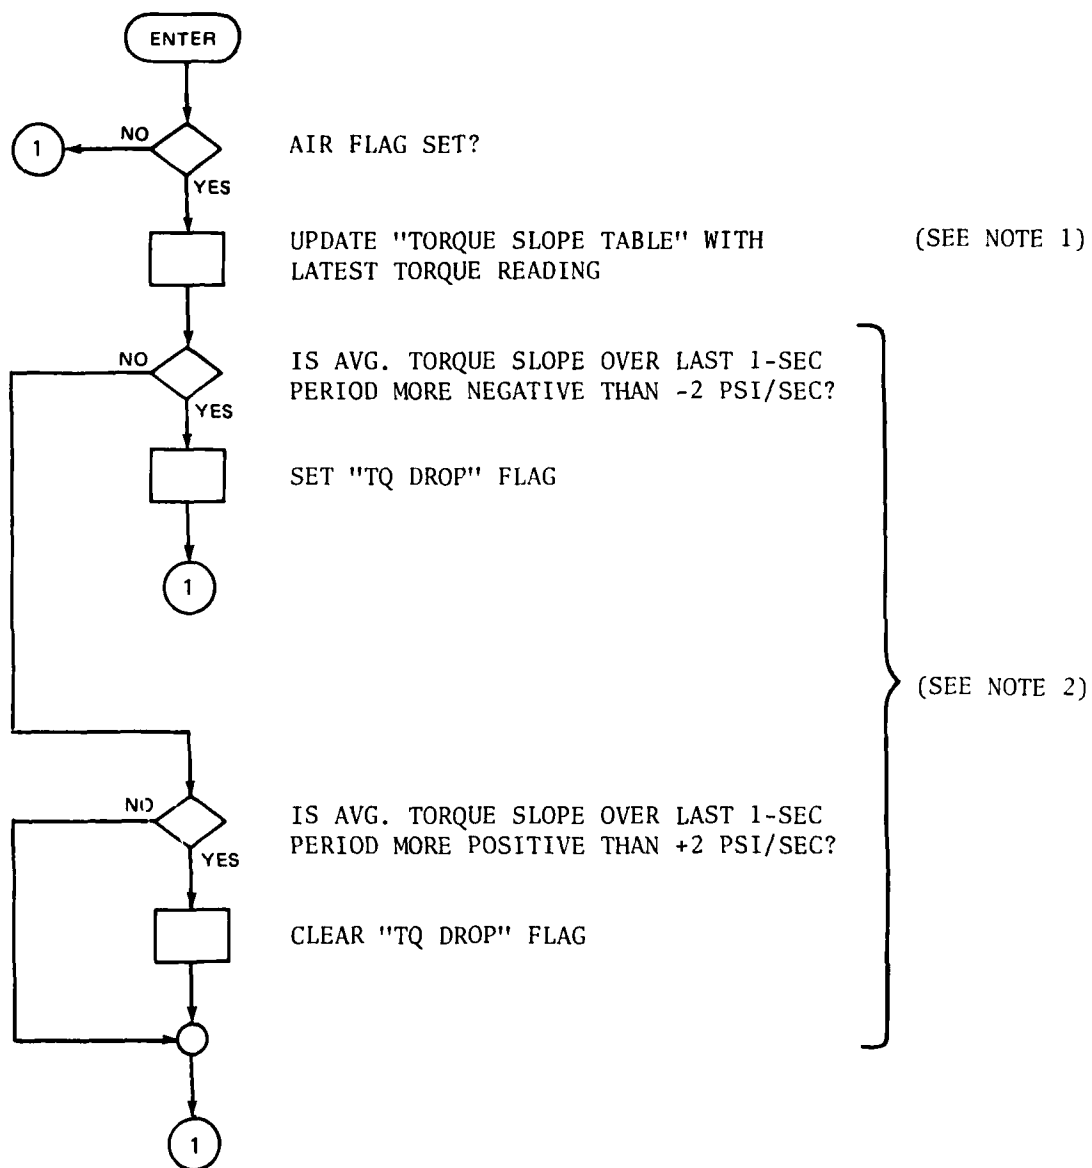 ENTER
1
NO
AIR FLAG SET?
YES
UPDATE "TORQUE SLOPE TABLE" WITH
LATEST TORQUE READING
(SEE NOTE 1)
NO
IS AVG. TORQUE SLOPE OVER LAST 1-SEC
PERIOD MORE NEGATIVE THAN -2 PSI/SEC?
YES
SET "TQ DROP" FLAG
1
(SEE NOTE 2)
NO
IS AVG. TORQUE SLOPE OVER LAST 1-SEC
PERIOD MORE POSITIVE THAN +2 PSI/SEC?
YES
CLEAR "TQ DROP" FLAG
1